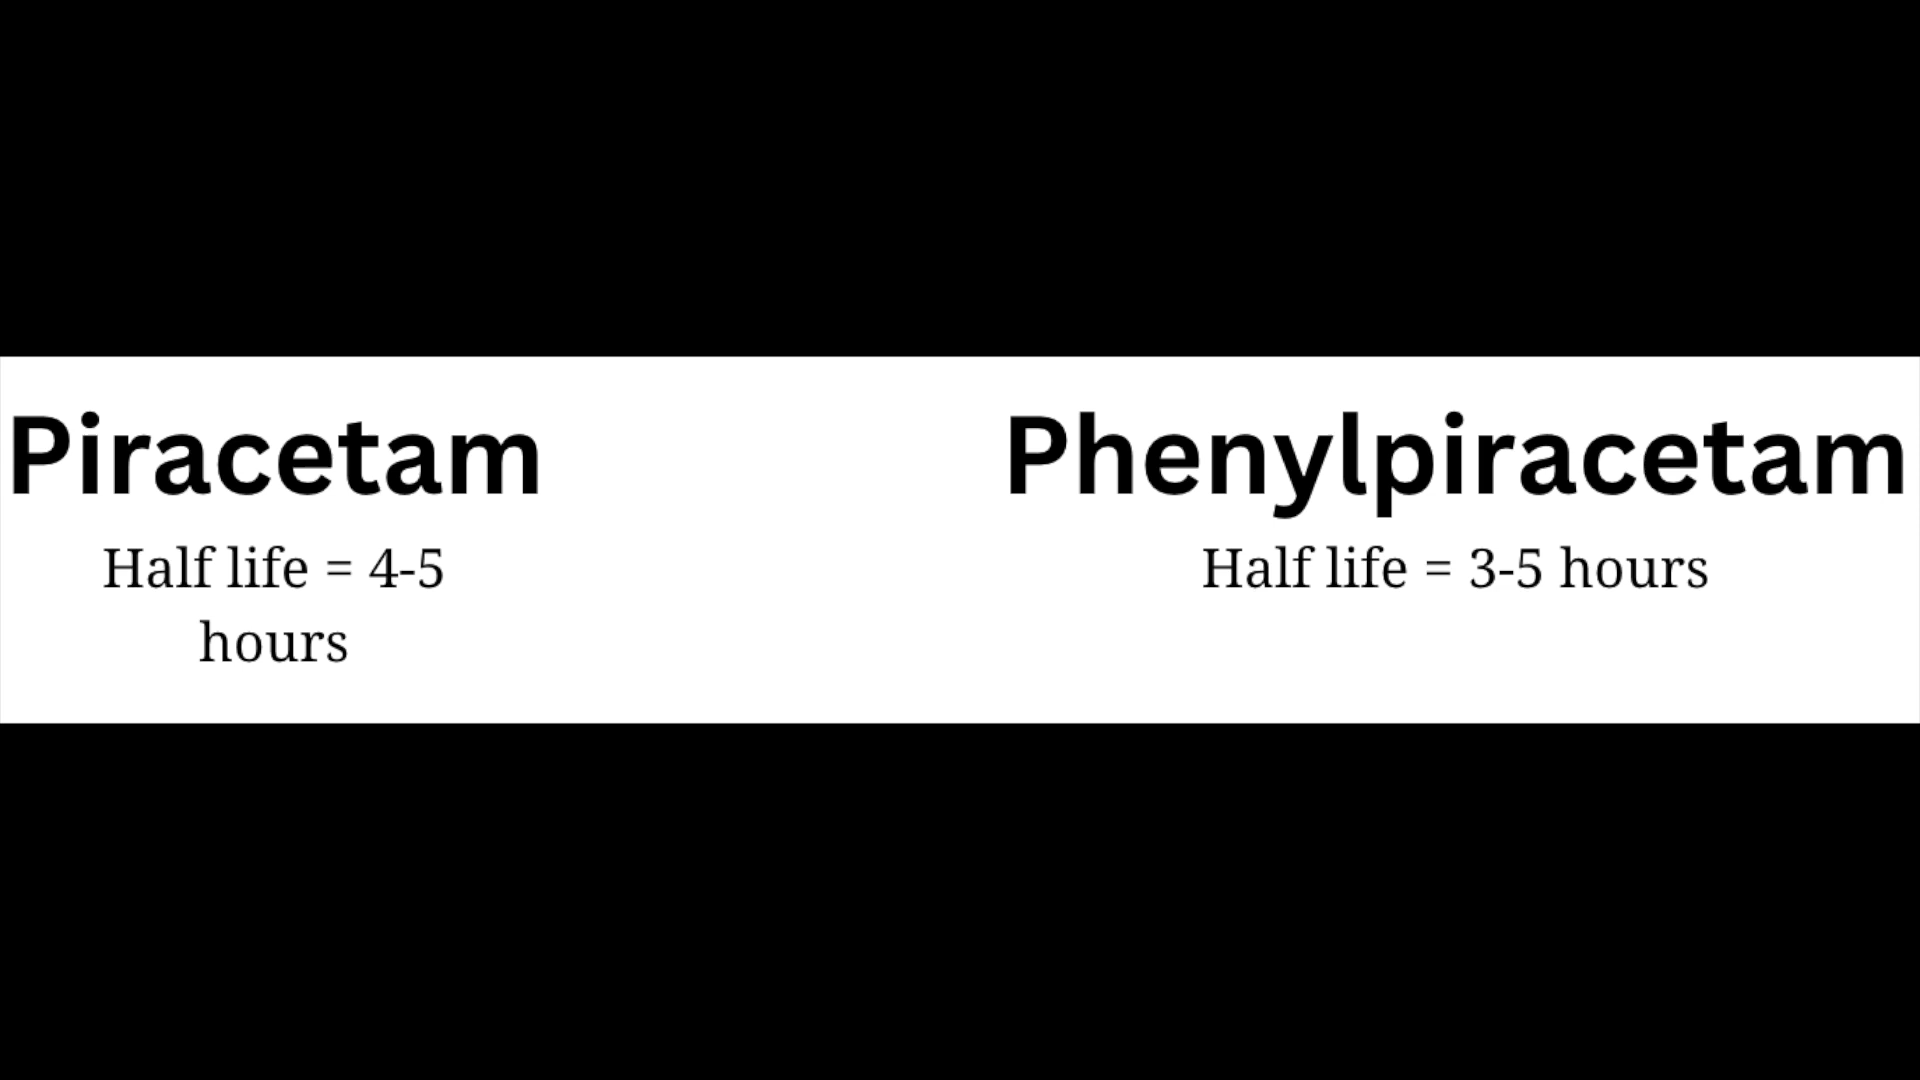 Piracetam
Half life = 4-5
hours
Phenylpiracetam
Half life = 3-5 hours